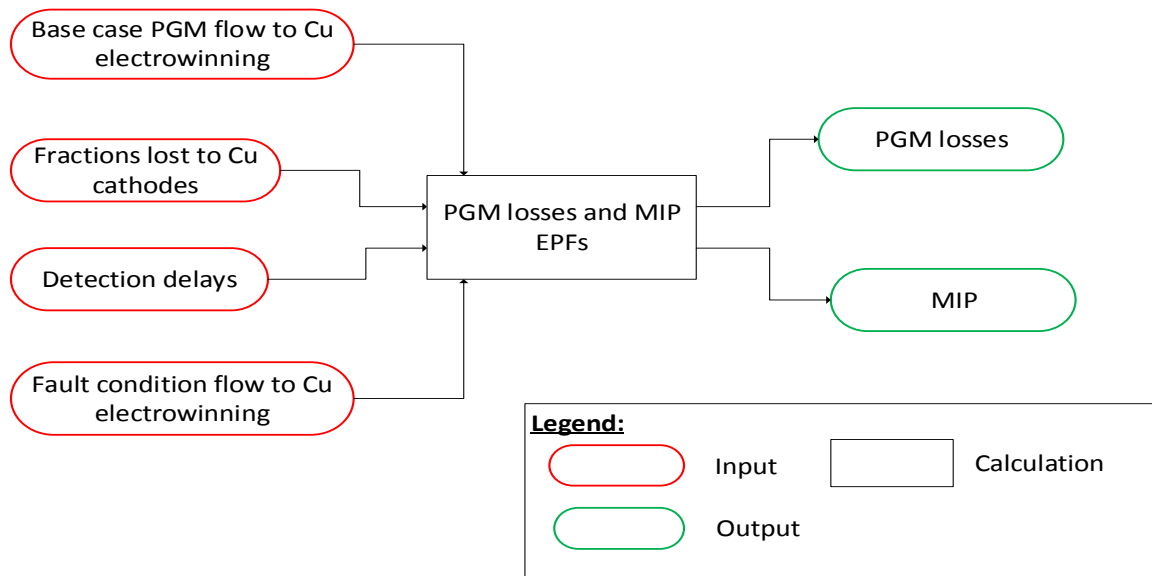 Base case PGM flow to Cu
electrowinning
Fractions lost to Cu
cathodes
Detection delays
Fault condition flow to Cu
electrowinning
PGM losses and MIP
EPFs
PGM losses
MIP
Legend:
Input
Calculation
Output